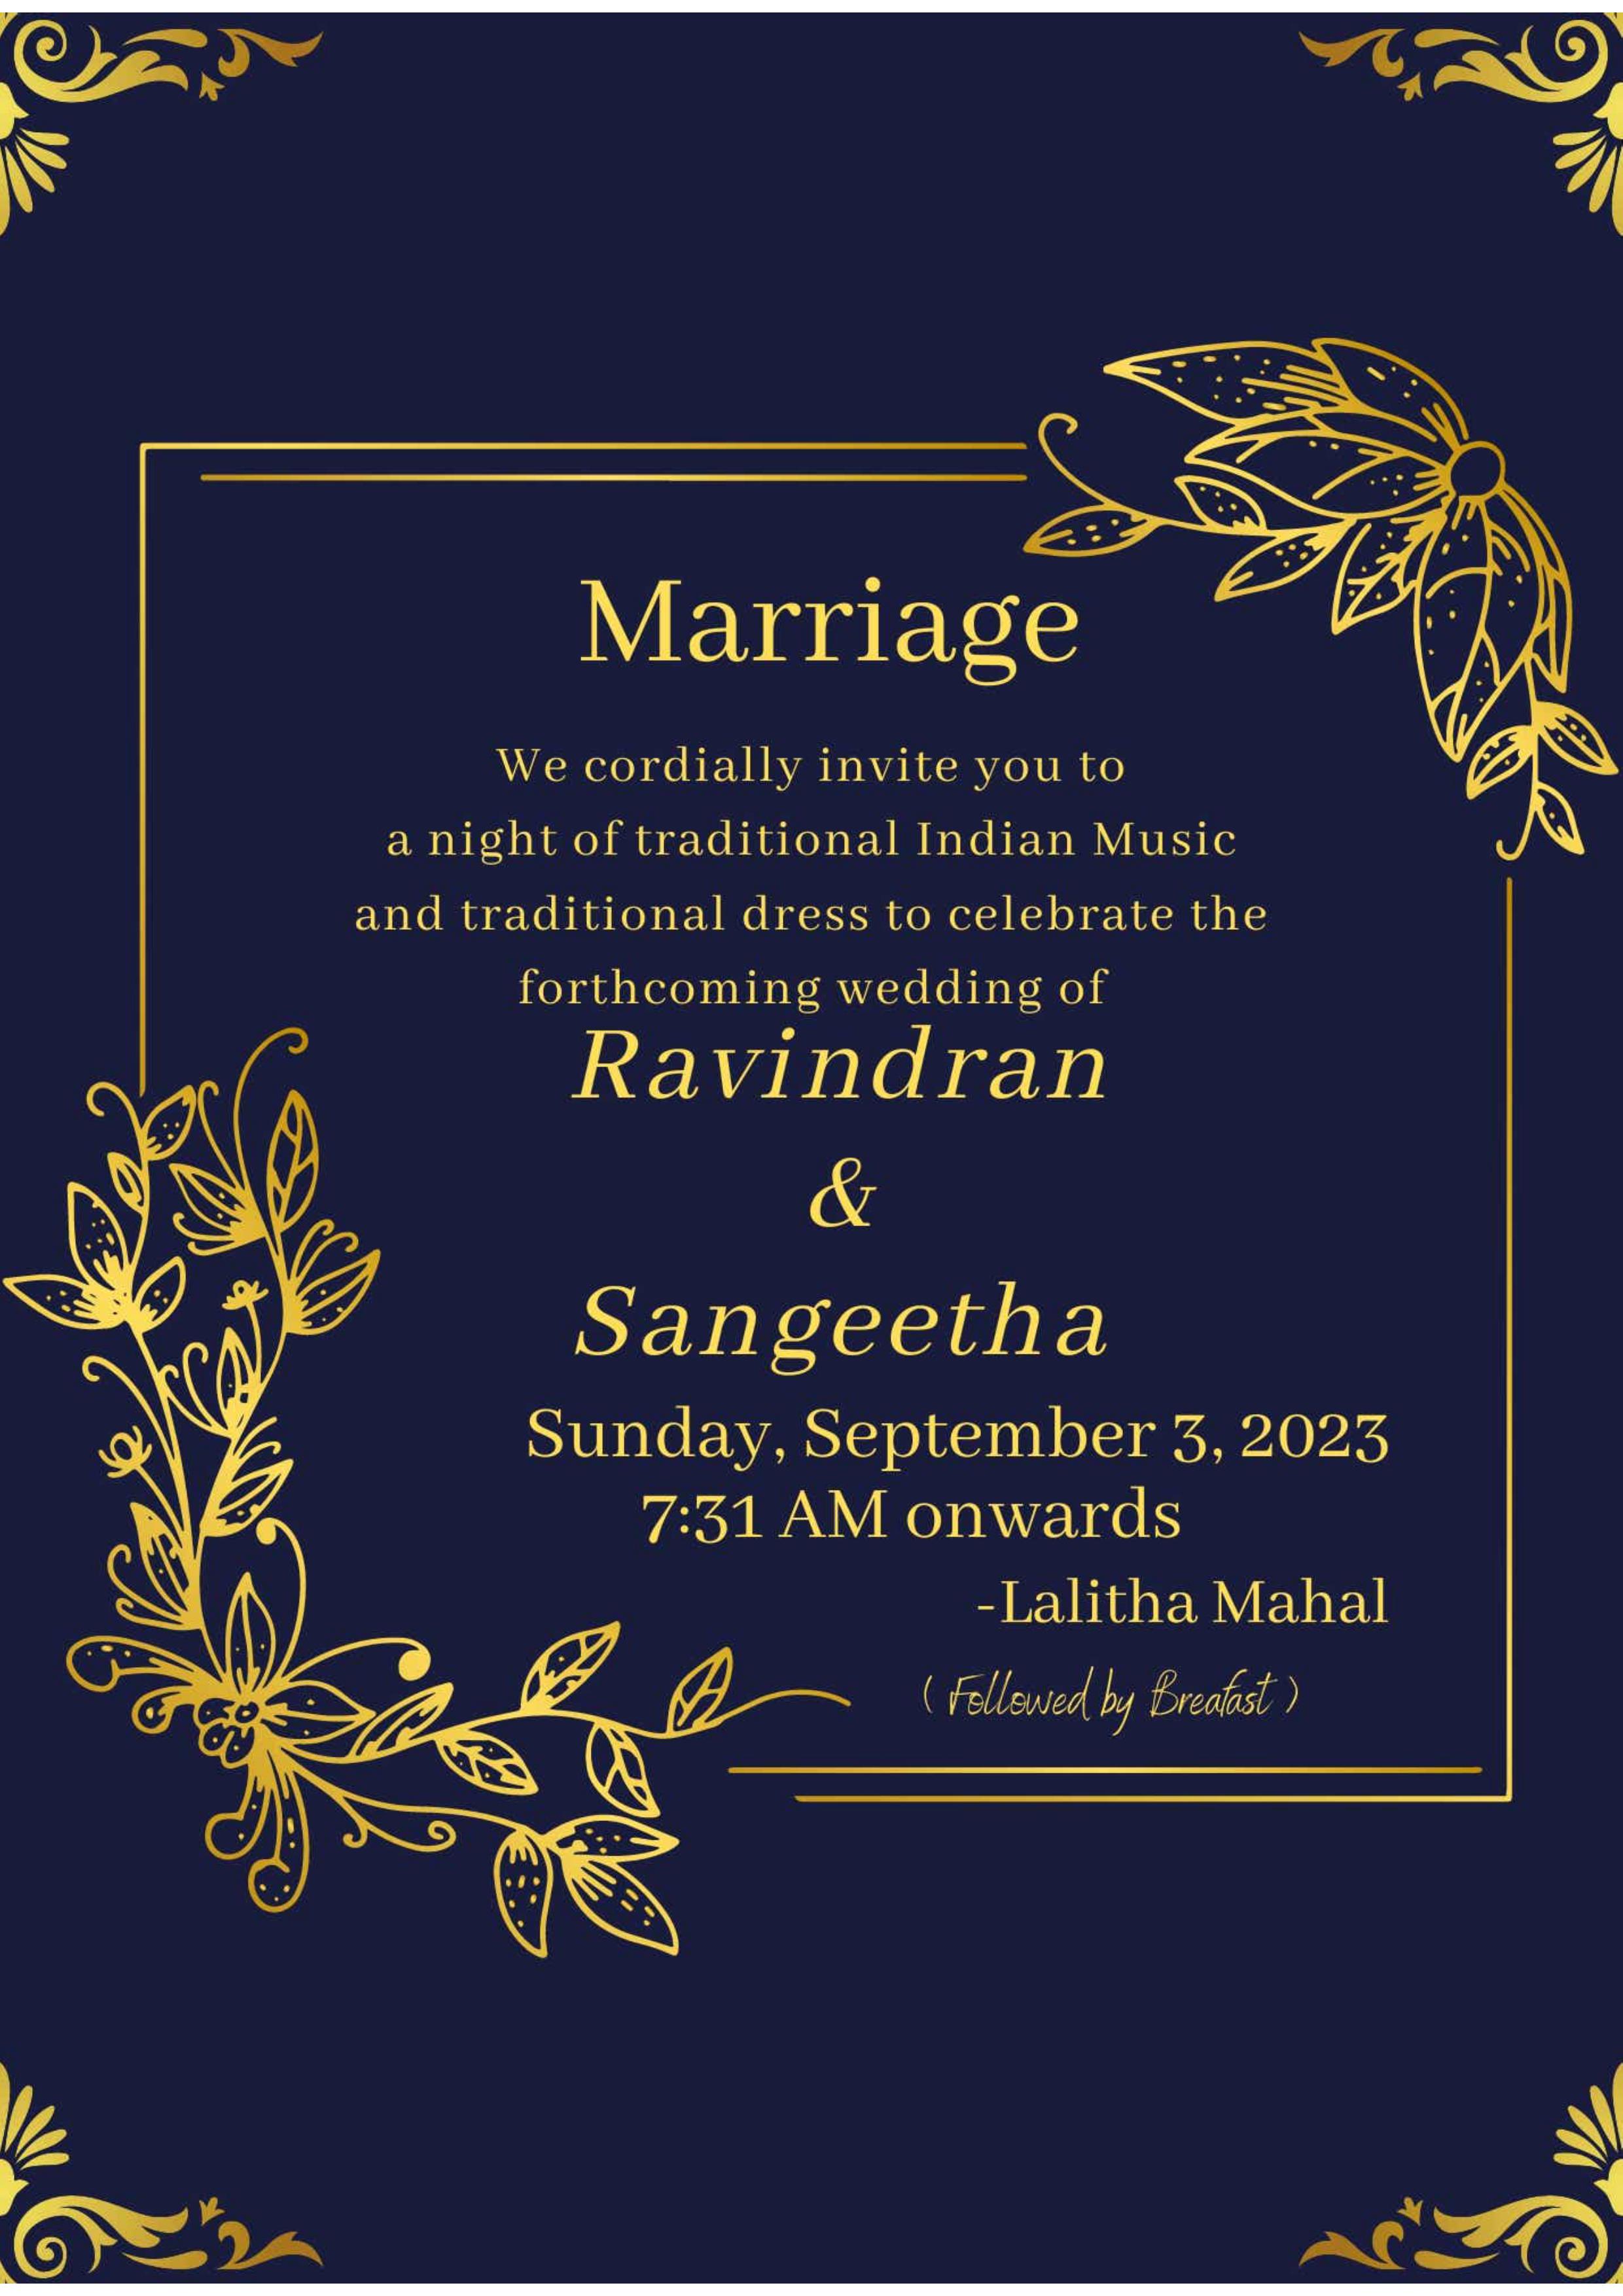 Marriage
We cordially invite you to
a night of traditional Indian Music
and traditional dress to celebrate the
forthcoming wedding of
Ravindran
&
Sangeetha
Sunday, September 3, 2023
7:31 AM onwards
-Lalitha Mahal
( Followed by Breafast )